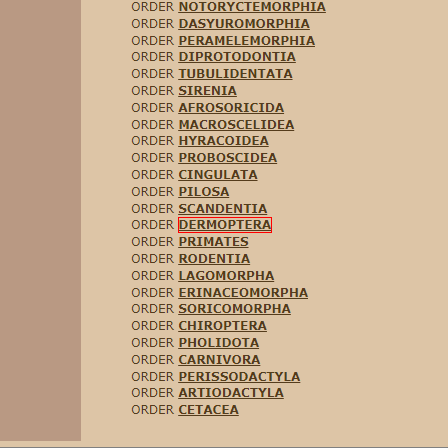 ORDER NOTORYCTEMORPHIA
ORDER DASYUROMORPHIA
ORDER PERAMELEMORPHIA
ORDER DIPROTODONTIA
ORDER TUBULIDENTATA
ORDER SIRENIA
ORDER AFROSORICIDA
ORDER MACROSCELIDEA
ORDER HYRACOIDEA
ORDER PROBOSCIDEA
ORDER CINGULATA
ORDER PILOSA
ORDER SCANDENTIA
ORDER DERMOPTERA
ORDER PRIMATES
ORDER RODENTIA
ORDER LAGOMORPHA
ORDER ERINACEOMORPHA
ORDER SORICOMORPHA
ORDER CHIROPTERA
ORDER PHOLIDOTA
ORDER CARNIVORA
ORDER PERISSODACTYLA
ORDER ARTIODACTYLA
ORDER CETACEA